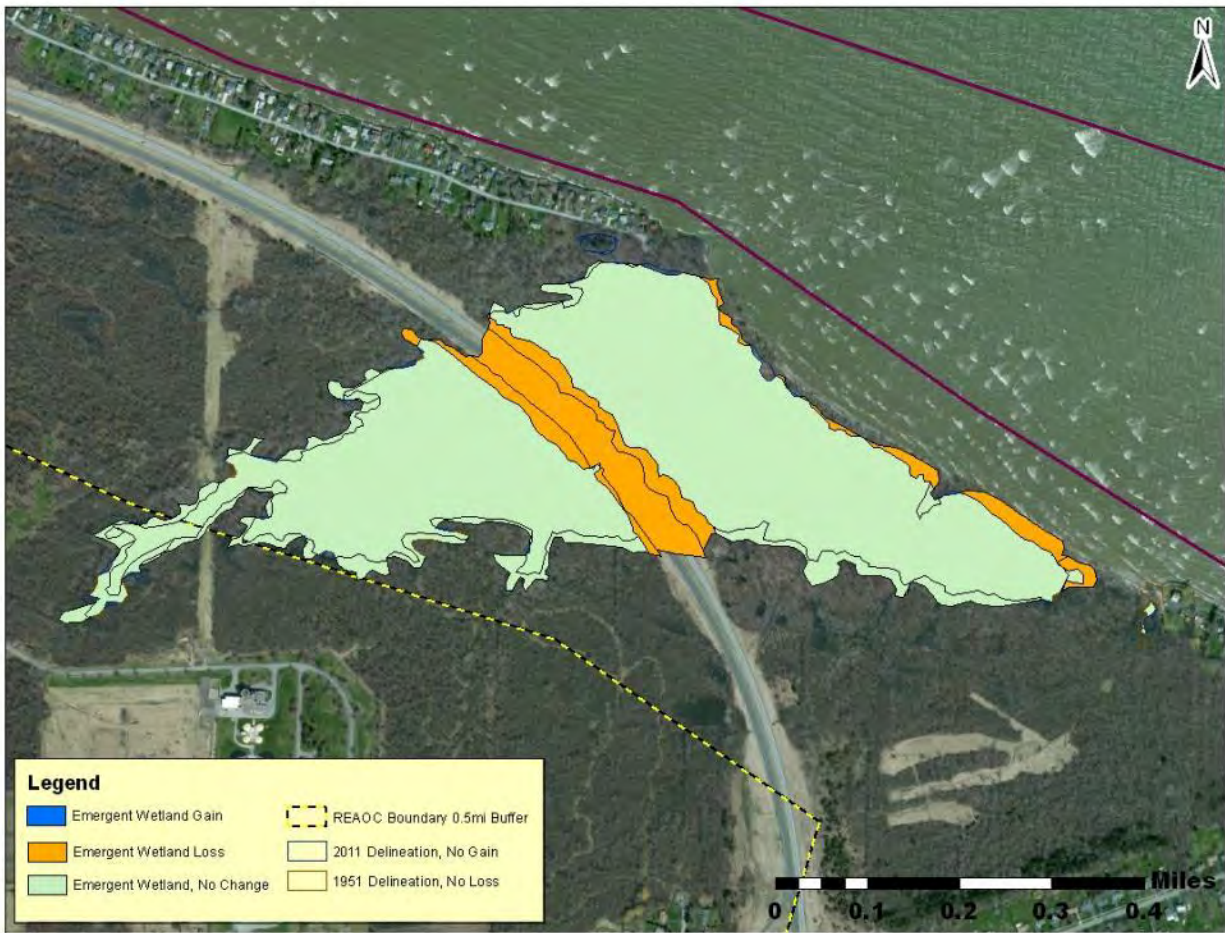 N
Legend
Emergent Wetland Gain
Emergent Wetland Loss
Emergent Wetland, No Change
REAOC Boundary 0.5mi Buffer
2011 Delineation, No Gain
1951 Delineation, No Loss
Miles
0 0.1 0.2 0.3 0.4